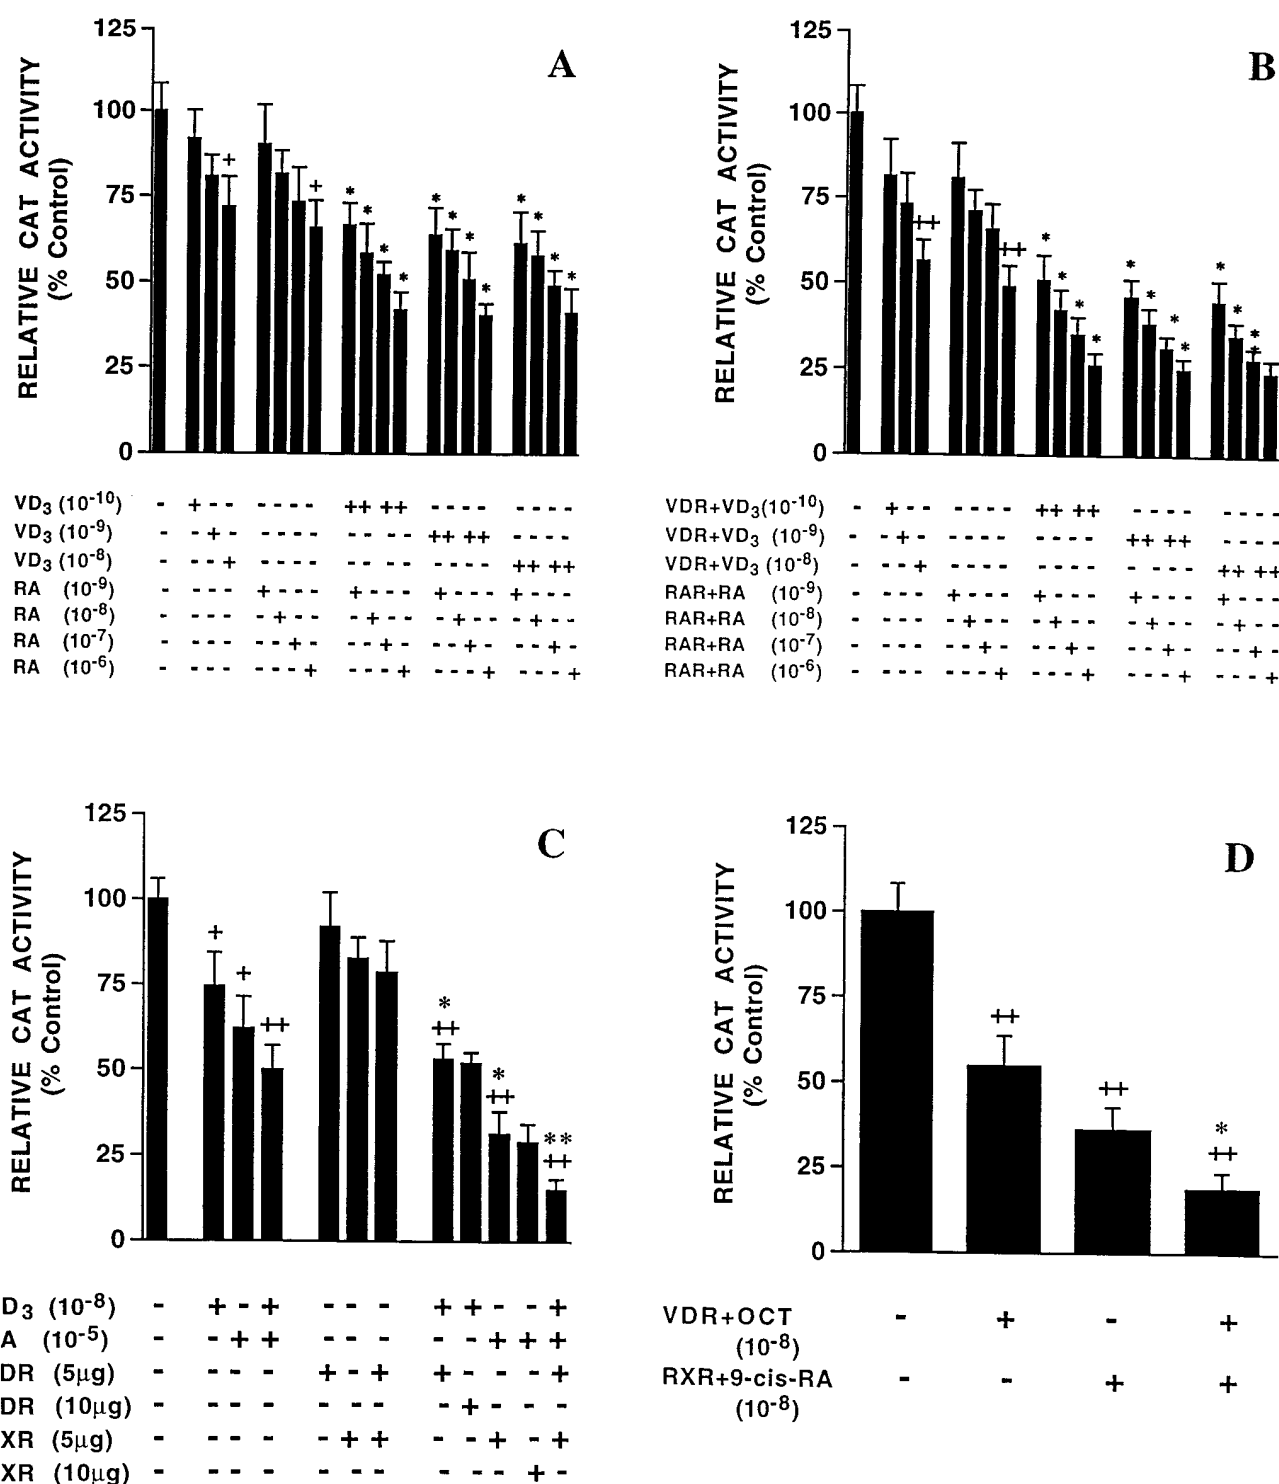 A
RELATIVE CAT ACTIVITY
(% Control)
125
100
75
50
25
0
+
+
* * * *
* * * *
* * * *
VD3 (10-10) - + - - - - - - ++ ++ - - - - - - - -
VD3 (10-9) - - + - - - - - - - - - ++ ++ - - - -
VD3 (10-8) - - - + - - - - - - - - - - - - ++ ++
RA (10-9) - - - - + - - - + - - - + - - - + - - -
RA (10-8) - - - - - + - - - + - - - + - - - + - -
RA (10-7) - - - - - - + - - - + - - - + - - - + -
RA (10-6) - - - - - - - + - - - + - - - + - - - +
B
RELATIVE CAT ACTIVITY
(% Control)
125
100
75
50
25
0
++
++
* * * *
* * * *
* * * *
VDR+VD3(10-10) - + - - - - - - ++ ++ - - - - - - - -
VDR+VD3 (10-9) - - + - - - - - - - - - ++ ++ - - - -
VDR+VD3 (10-8) - - - + - - - - - - - - - - - - ++ ++
RAR+RA (10-9) - - - - + - - - + - - - + - - - + - - -
RAR+RA (10-8) - - - - - + - - - + - - - + - - - + - -
RAR+RA (10-7) - - - - - - + - - - + - - - + - - - + -
RAR+RA (10-6) - - - - - - - + - - - + - - - + - - - +
C
RELATIVE CAT ACTIVITY
(% Control)
125
100
75
50
25
0
+
+
++
*
++
*
++
**
++
D3 (10-8) - + - + - - - + + - - +
A (10-5) - - + + - - - - - + + +
DR (5μg) - - - - + - + + - - - +
DR (10μg) - - - - - - - - + - - -
XR (5μg) - - - - - + + - - + - +
XR (10μg) - - - - - - - - - - + -
D
RELATIVE CAT ACTIVITY
(% Control)
125
100
75
50
25
0
++
++
*
++
VDR+OCT - + - +
(10-8)
RXR+9-cis-RA - - + +
(10-8)